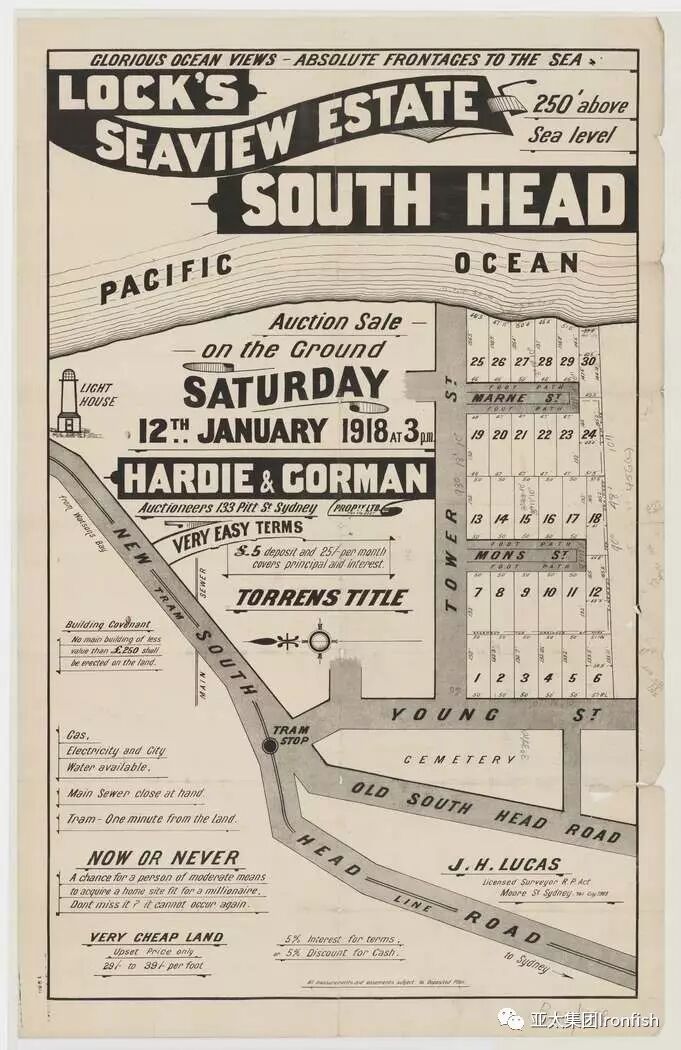 GLORIOUS OCEAN VIEWS – ABSOLUTE FRONTAGES TO THE SEA
LOCK'S
SEAVIEW ESTATE
250' above
Sea level
SOUTH HEAD
PACIFIC OCEAN
Auction Sale
on the Ground
SATURDAY
12TH JANUARY 1918 AT 3 p.m.
HARDIE & GORMAN
Auctioneers 133 Pitt St Sydney
PROPTY LTD.
VERY EASY TERMS
£.5 deposit and 25/- per month
covers principal and interest.
TORRENS TITLE
LIGHT
HOUSE
from Watsons Bay
NEW SOUTH HEAD ROAD
TRAM LINE
MAIN SEWER
Building Covenant
No main building of less
value than £250 shall
be erected on the land.
TOWER ST
25 26 27 28 29 30
FOOT PATH
MARNE ST
FOOT PATH
19 20 21 22 23 24
13 14 15 16 17 18
FOOT PATH
MONS ST
FOOT PATH
7 8 9 10 11 12
1 2 3 4 5 6
YOUNG ST
TRAM
STOP
CEMETERY
OLD SOUTH HEAD ROAD
Gas,
Electricity and City
Water available.
Main Sewer close at hand.
Tram - One minute from the land.
NOW OR NEVER
A chance for a person of moderate means
to acquire a home site fit for a millionaire.
Dont miss it? it cannot occur again.
J. H. LUCAS
Licensed Surveyor R.P. Act
Moore St Sydney.
VERY CHEAP LAND
Upset Price only
29/- to 39/- per foot
5% Interest for terms.
or 5% Discount for Cash.
to Sydney
All measurements and easements subject to Deposited Plan.
亚太集团Ironfish